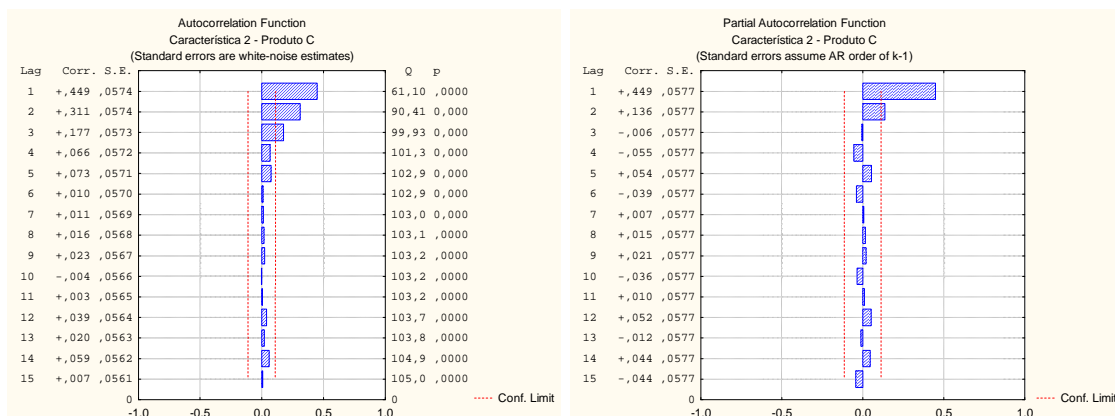 Autocorrelation Function
Característica 2 - Produto C
(Standard errors are white-noise estimates)
Lag Corr. S.E. Q p
1 +,449 ,0574 61,10 ,0000
2 +,311 ,0574 90,41 0,000
3 +,177 ,0573 99,93 0,000
4 +,066 ,0572 101,3 0,000
5 +,073 ,0571 102,9 0,000
6 +,010 ,0570 102,9 0,000
7 +,011 ,0569 103,0 0,000
8 +,016 ,0568 103,1 ,0000
9 +,023 ,0567 103,2 ,0000
10 -,004 ,0566 103,2 ,0000
11 +,003 ,0565 103,2 ,0000
12 +,039 ,0564 103,7 ,0000
13 +,020 ,0563 103,8 ,0000
14 +,059 ,0562 104,9 ,0000
15 +,007 ,0561 105,0 ,0000
0 0
-1.0 -0.5 0.0 0.5 1.0
Conf. Limit
Partial Autocorrelation Function
Característica 2 - Produto C
(Standard errors assume AR order of k-1)
Lag Corr. S.E.
1 +,449 ,0577
2 +,136 ,0577
3 -,006 ,0577
4 -,055 ,0577
5 +,054 ,0577
6 -,039 ,0577
7 +,007 ,0577
8 +,015 ,0577
9 +,021 ,0577
10 -,036 ,0577
11 +,010 ,0577
12 +,052 ,0577
13 -,012 ,0577
14 +,044 ,0577
15 -,044 ,0577
0 0
-1.0 -0.5 0.0 0.5 1.0
Conf. Limit